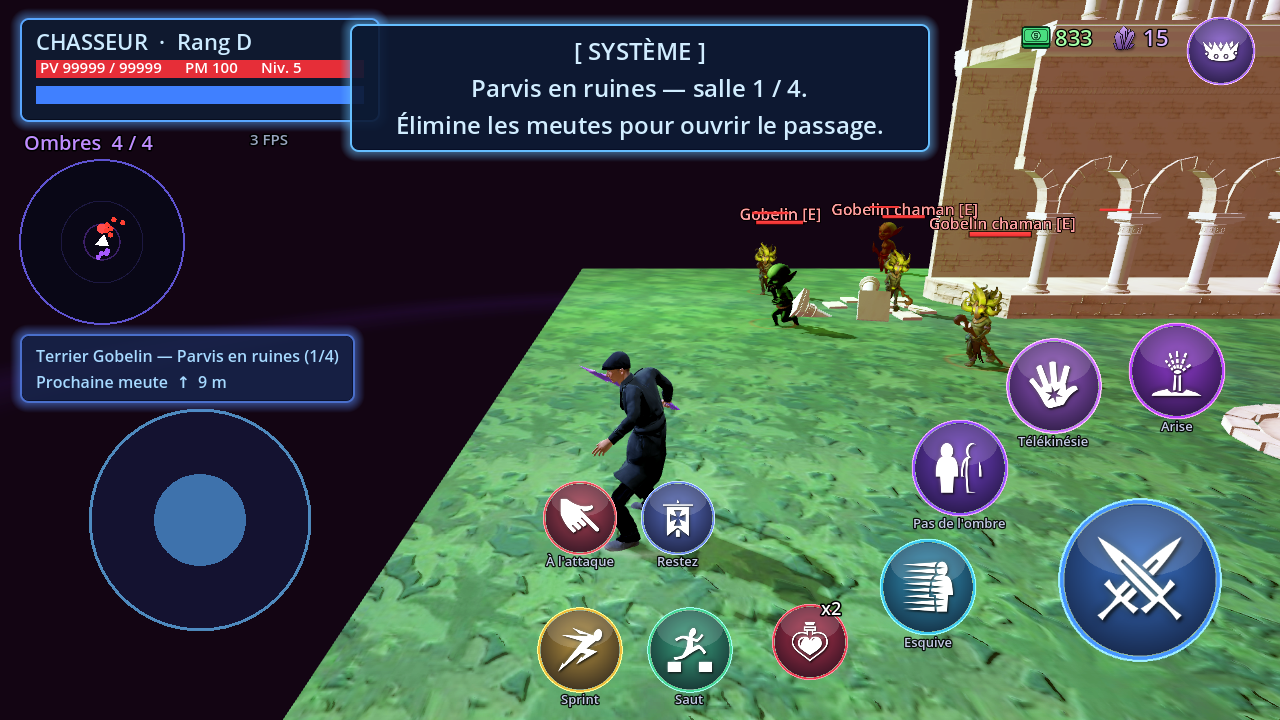 CHASSEUR · Rang D
PV 99999 / 99999 PM 100 Niv. 5
[ SYSTÈME ]
Parvis en ruines — salle 1 / 4.
Élimine les meutes pour ouvrir le passage.
833
15
Ombres 4 / 4
3 FPS
Gobelin [E]
Gobelin chaman [E]
Gobelin chaman [E]
Terrier Gobelin — Parvis en ruines (1/4)
Prochaine meute ↑ 9 m
Télékinésie
Arise
Pas de l'ombre
À l'attaque
Restez
x2
Esquive
Sprint
Saut